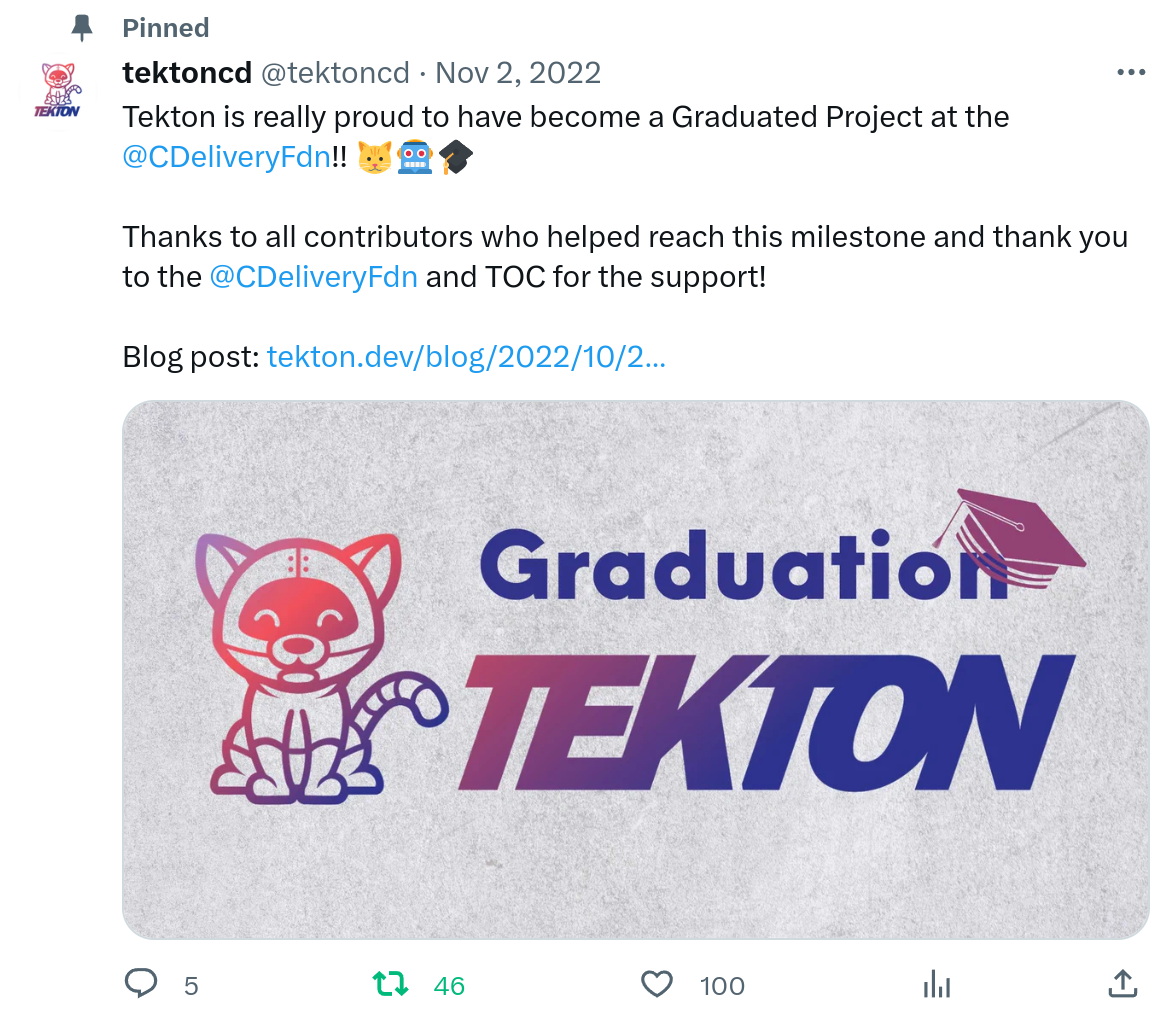 Pinned
tektoncd @tektoncd · Nov 2, 2022
TEKTON
Tekton is really proud to have become a Graduated Project at the
@CDeliveryFdn!! 🐱🤖🎓
Thanks to all contributors who helped reach this milestone and thank you
to the @CDeliveryFdn and TOC for the support!
Blog post: tekton.dev/blog/2022/10/2…
Graduation
TEKTON
5 46 100